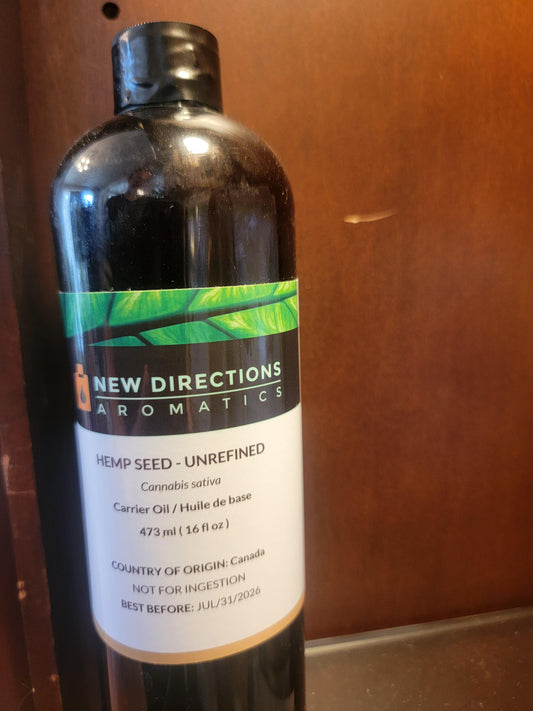 NEW DIRECTIONS
AROMATICS
HEMP SEED - UNREFINED
Cannabis sativa
Carrier Oil / Huile de base
473 ml ( 16 fl oz )
COUNTRY OF ORIGIN: Canada
NOT FOR INGESTION
BEST BEFORE: JUL/31/2026